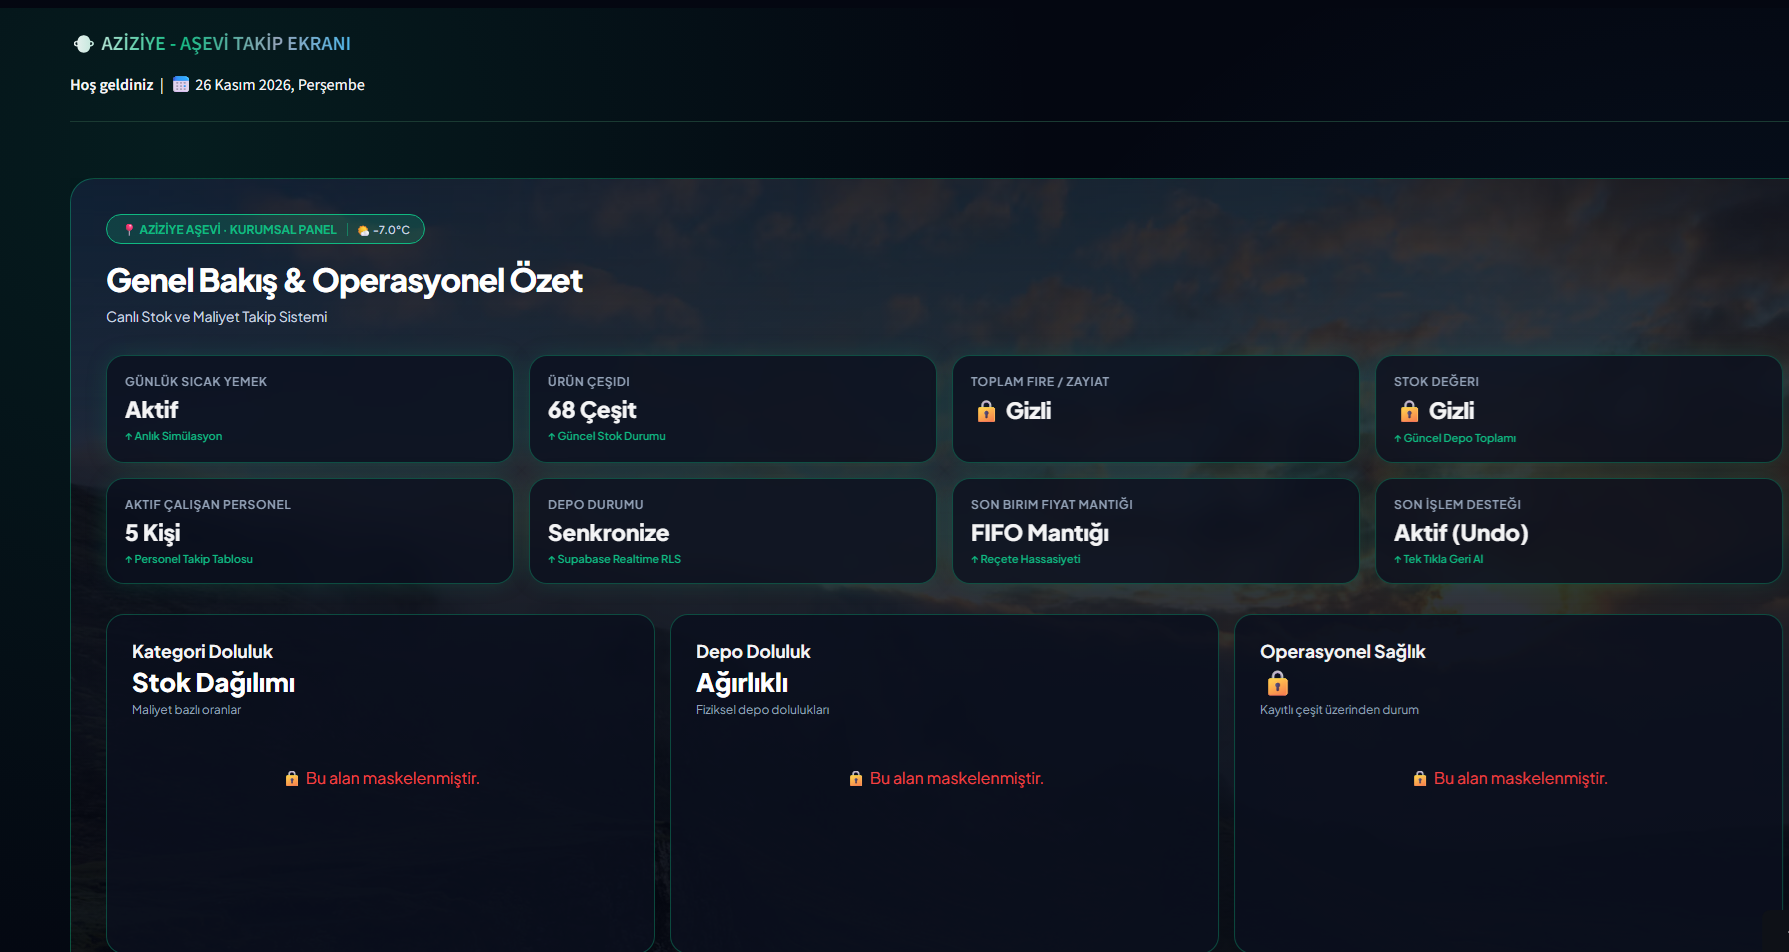 AZİZİYE - AŞEVİ TAKİP EKRANI
Hoş geldiniz | 26 Kasım 2026, Perşembe
AZİZİYE AŞEVİ · KURUMSAL PANEL | -7.0°C
Genel Bakış & Operasyonel Özet
Canlı Stok ve Maliyet Takip Sistemi
GÜNLÜK SICAK YEMEK
Aktif
↑ Anlık Simülasyon
ÜRÜN ÇEŞIDI
68 Çeşit
↑ Güncel Stok Durumu
TOPLAM FIRE / ZAYIAT
Gizli
STOK DEĞERI
Gizli
↑ Güncel Depo Toplamı
AKTIF ÇALIŞAN PERSONEL
5 Kişi
↑ Personel Takip Tablosu
DEPO DURUMU
Senkronize
↑ Supabase Realtime RLS
SON BIRIM FIYAT MANTIĞI
FIFO Mantığı
↑ Reçete Hassasiyeti
SON İŞLEM DESTEĞI
Aktif (Undo)
↑ Tek Tıkla Geri Al
Kategori Doluluk
Stok Dağılımı
Maliyet bazlı oranlar
Bu alan maskelenmiştir.
Depo Doluluk
Ağırlıklı
Fiziksel depo dolulukları
Bu alan maskelenmiştir.
Operasyonel Sağlık
Kayıtlı çeşit üzerinden durum
Bu alan maskelenmiştir.